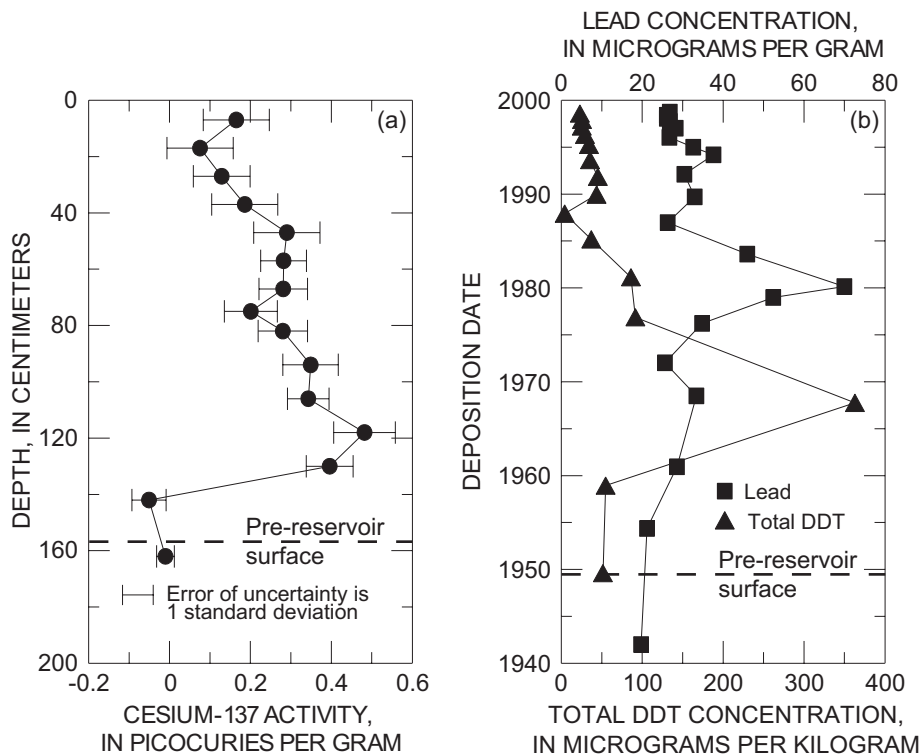 0
40
80
120
160
200
DEPTH, IN CENTIMETERS
(a)
Pre-reservoir
surface
Error of uncertainty is
1 standard deviation
-0.2 0 0.2 0.4 0.6
CESIUM-137 ACTIVITY,
IN PICOCURIES PER GRAM
LEAD CONCENTRATION,
IN MICROGRAMS PER GRAM
0 20 40 60 80
2000
1990
1980
1970
1960
1950
1940
DEPOSITION DATE
(b)
Lead
Total DDT
Pre-reservoir
surface
0 100 200 300 400
TOTAL DDT CONCENTRATION,
IN MICROGRAMS PER KILOGRAM